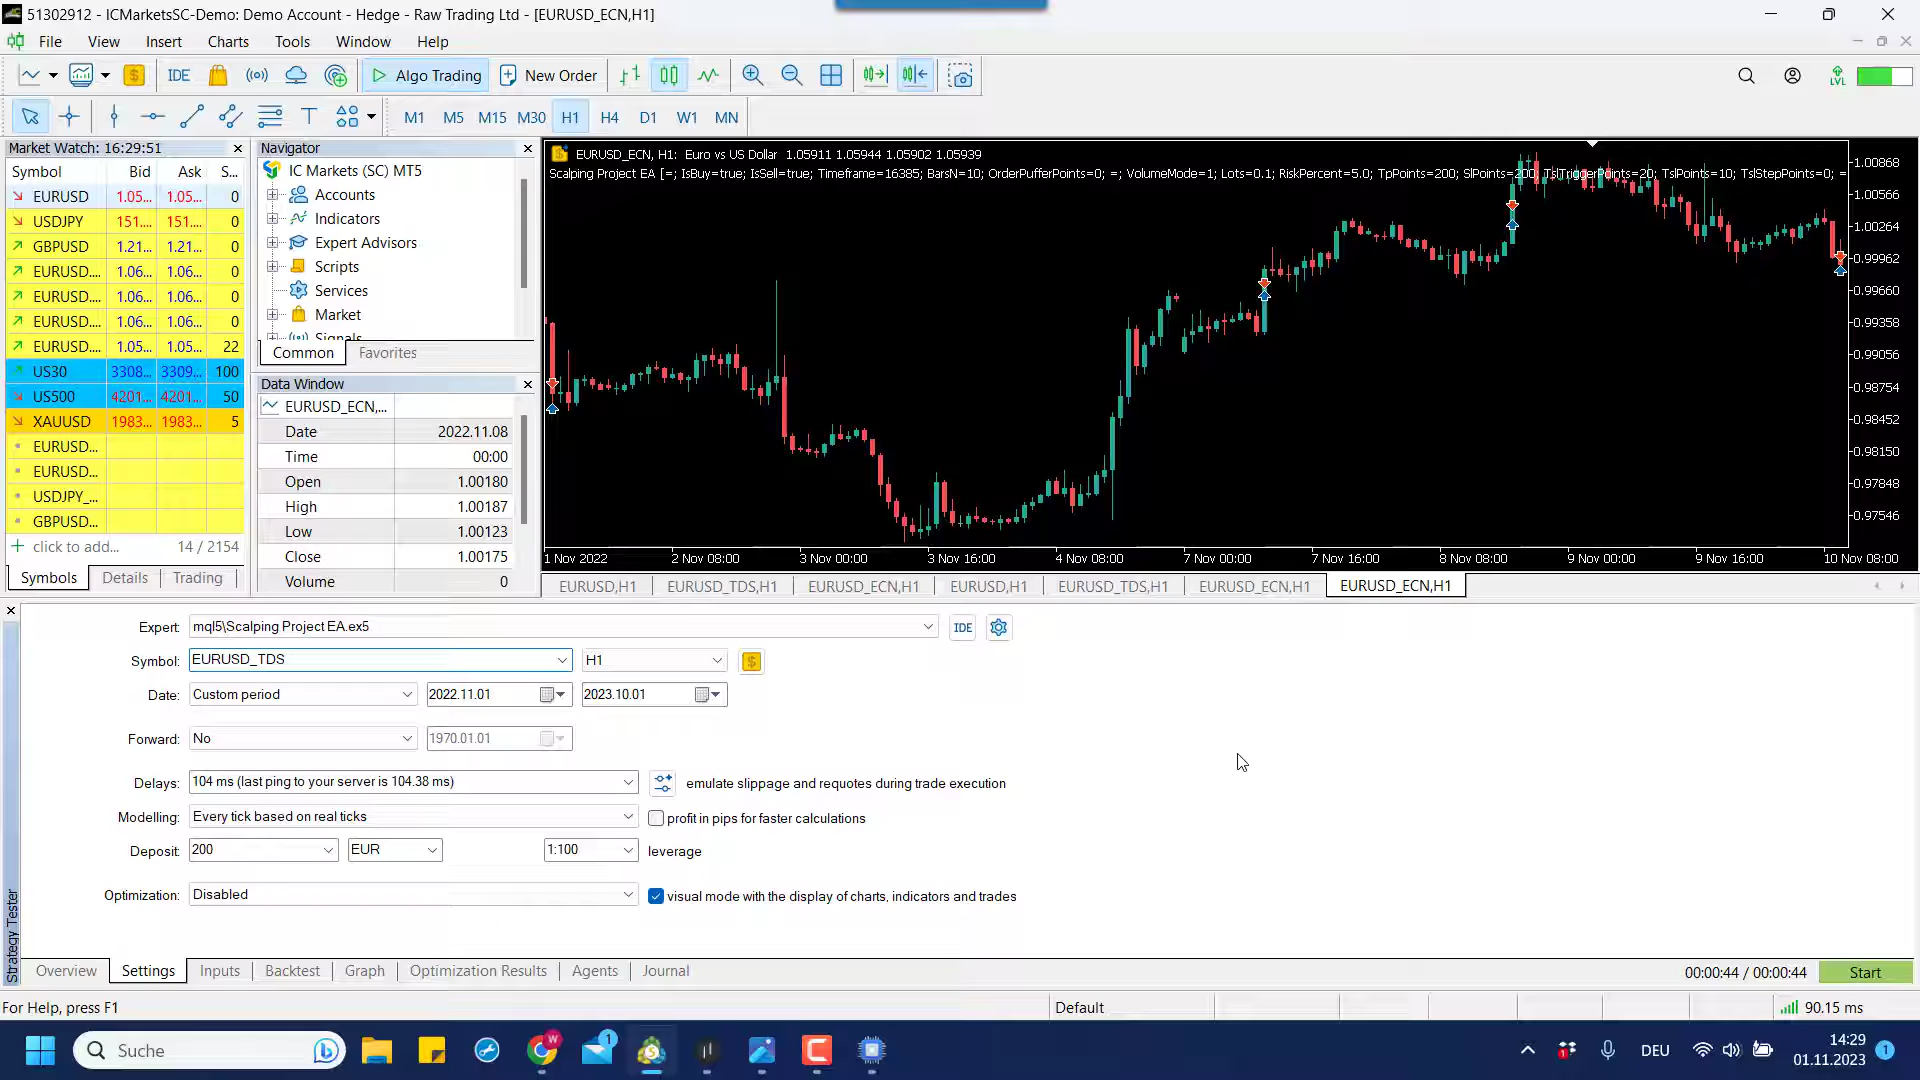 51302912 - ICMarketsSC-Demo: Demo Account - Hedge - Raw Trading Ltd - [EURUSD_ECN,H1]
File View Insert Charts Tools Window Help
IDE Algo Trading New Order LVL
M1 M5 M15 M30 H1 H4 D1 W1 MN
Market Watch: 16:29:51
Symbol Bid Ask S...
EURUSD 1.05... 1.05... 0
USDJPY 151.... 151.... 0
GBPUSD 1.21... 1.21... 0
EURUSD.... 1.06... 1.06... 0
EURUSD.... 1.06... 1.06... 0
EURUSD.... 1.06... 1.06... 0
EURUSD.... 1.05... 1.05... 22
US30 3308... 3309... 100
US500 4201... 4201... 50
XAUUSD 1983... 1983... 5
EURUSD...
EURUSD...
USDJPY_...
GBPUSD...
click to add... 14 / 2154
Symbols Details Trading
Navigator
IC Markets (SC) MT5
Accounts
Indicators
Expert Advisors
Scripts
Services
Market
Signals
Common Favorites
Data Window
EURUSD_ECN,...
Date 2022.11.08
Time 00:00
Open 1.00180
High 1.00187
Low 1.00123
Close 1.00175
Volume 0
EURUSD_ECN, H1: Euro vs US Dollar 1.05911 1.05944 1.05902 1.05939
Scalping Project EA [=; IsBuy=true; IsSell=true; Timeframe=16385; BarsN=10; OrderPufferPoints=0; =; VolumeMode=1; Lots=0.1; RiskPercent=5.0; TpPoints=200; SlPoints=200; TslTriggerPoints=20; TslPoints=10; TslStepPoints=0; =
1.00868
1.00566
1.00264
0.99962
0.99660
0.99358
0.99056
0.98754
0.98452
0.98150
0.97848
0.97546
1 Nov 2022 2 Nov 08:00 3 Nov 00:00 3 Nov 16:00 4 Nov 08:00 7 Nov 00:00 7 Nov 16:00 8 Nov 08:00 9 Nov 00:00 9 Nov 16:00 10 Nov 08:00
EURUSD,H1 EURUSD_TDS,H1 EURUSD_ECN,H1 EURUSD,H1 EURUSD_TDS,H1 EURUSD_ECN,H1 EURUSD_ECN,H1
Expert: mql5\Scalping Project EA.ex5 IDE
Symbol: EURUSD_TDS H1
Date: Custom period 2022.11.01 2023.10.01
Forward: No 1970.01.01
Delays: 104 ms (last ping to your server is 104.38 ms) emulate slippage and requotes during trade execution
Modelling: Every tick based on real ticks profit in pips for faster calculations
Deposit: 200 EUR 1:100 leverage
Optimization: Disabled visual mode with the display of charts, indicators and trades
Strategy Tester
Overview Settings Inputs Backtest Graph Optimization Results Agents Journal 00:00:44 / 00:00:44 Start
For Help, press F1 Default 90.15 ms
Suche W 1 DEU 14:29
01.11.2023 1